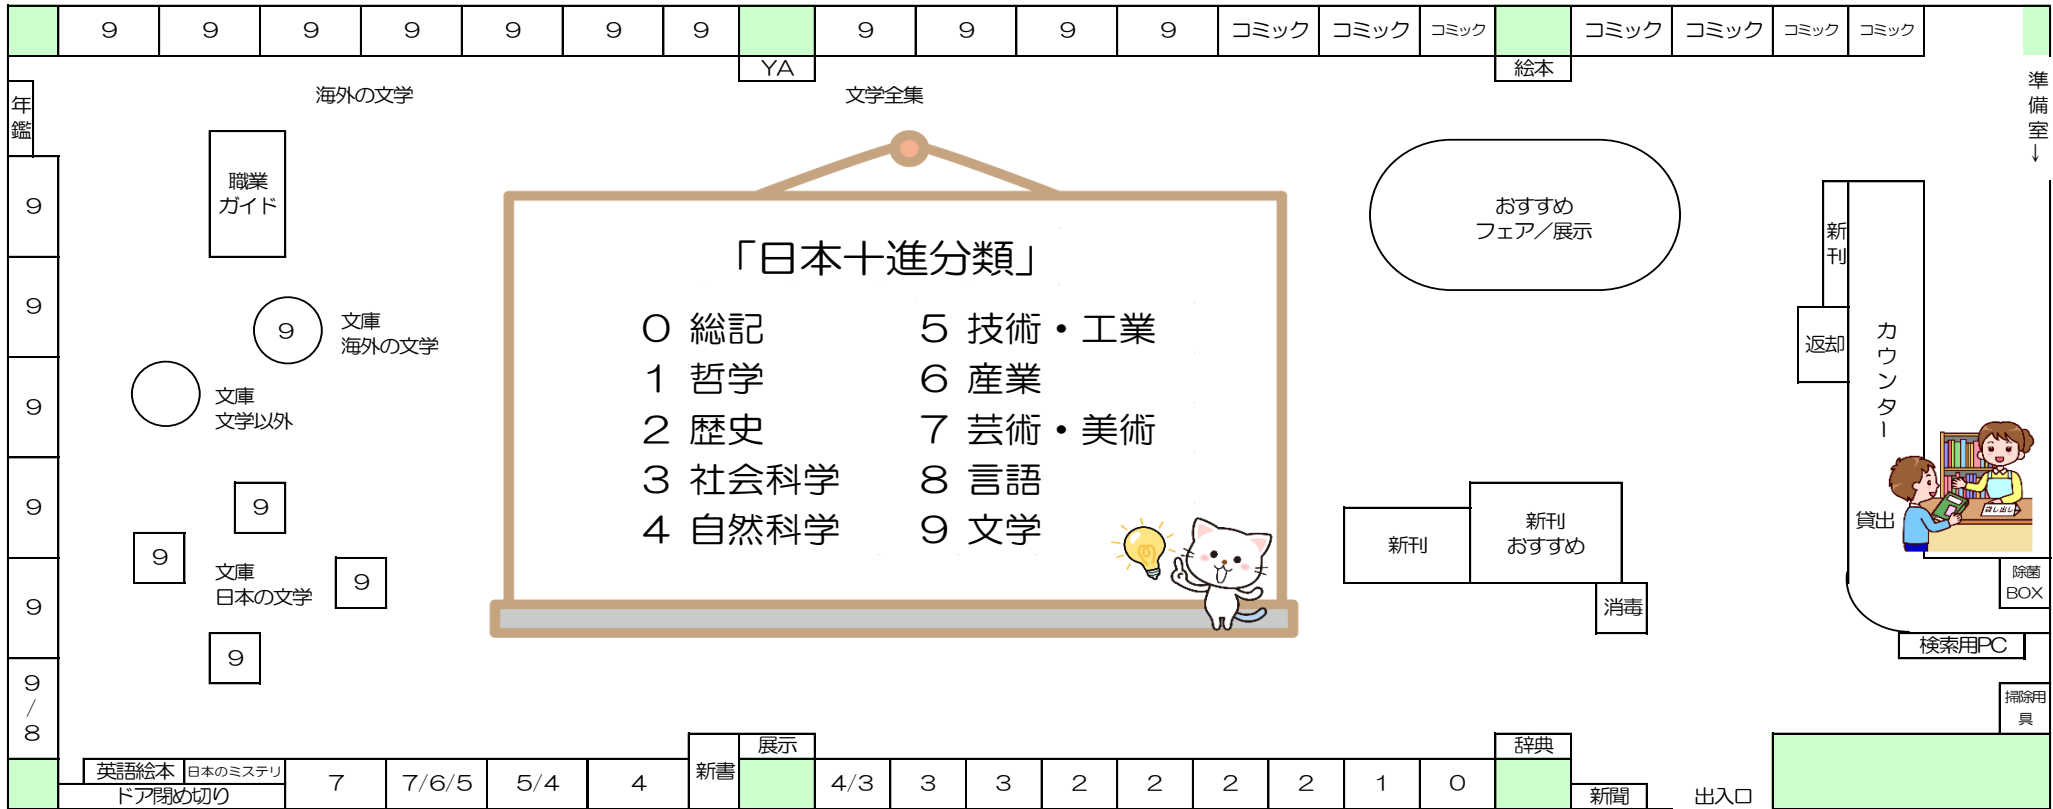 9 9 9 9 9 9 9 9 9 9 9 コミック コミック コミック コミック コミック コミック コミック
YA 絵本
海外の文学 文学全集
年鑑
準備室→
職業
ガイド
おすすめ
フェア/展示
新刊
返却
カウンター
貸出
貸し出し
除菌
BOX
検索用PC
掃除用
具
9
9
9
9
9
9/8
9
文庫
海外の文学
文庫
文学以外
9
9
9
9
文庫
日本の文学
「日本十進分類」
0 総記
1 哲学
2 歴史
3 社会科学
4 自然科学
5 技術・工業
6 産業
7 芸術・美術
8 言語
9 文学
新刊
新刊
おすすめ
消毒
展示 辞典
英語絵本 日本のミステリ 7 7/6/5 5/4 4 新書 4/3 3 3 2 2 2 2 1 0
ドア閉め切り
新聞 出入口